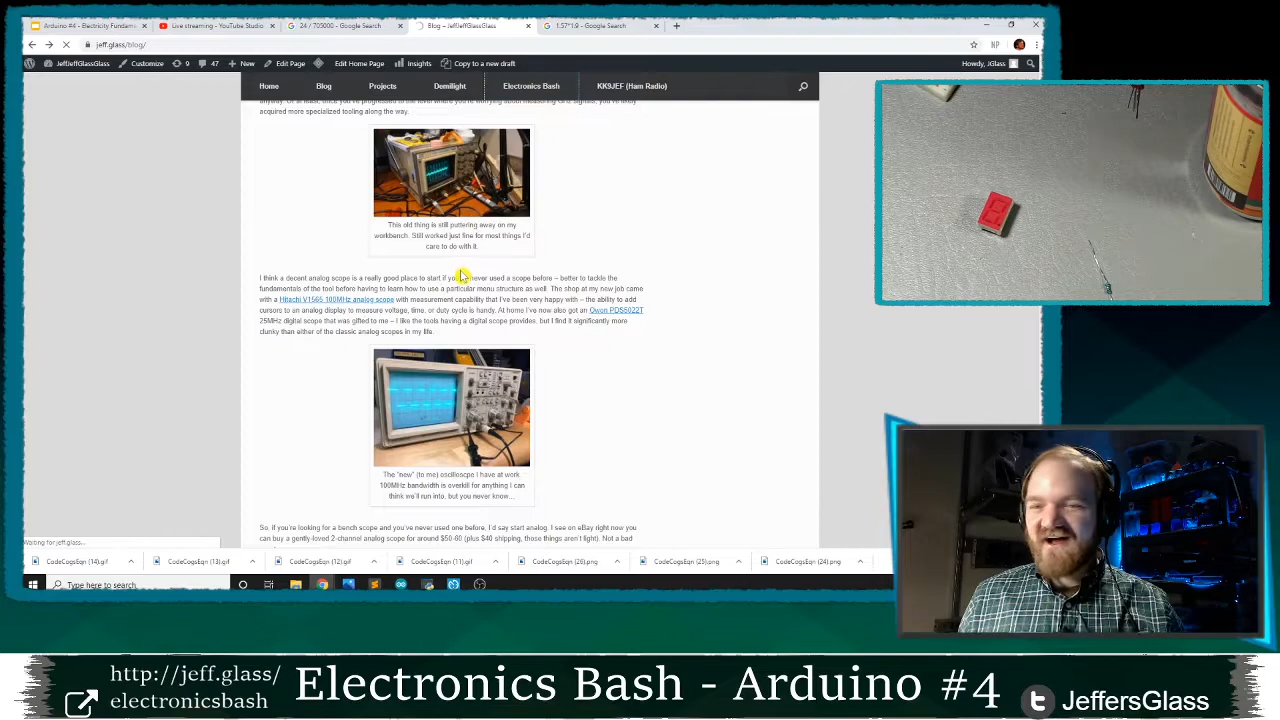 Arduino #4 - Electricity Fundam
Live streaming - YouTube Studio
24 / 705000 - Google Search
Blog – JeffJeffGlassGlass
1.57*1.9 - Google Search
jeff.glass/blog/
NP
JeffJeffGlassGlass
Customize
9
47
New
Edit Page
Edit Home Page
Insights
Copy to a new draft
Howdy, JGlass
Home
Blog
Projects
Demilight
Electronics Bash
KK9JEF (Ham Radio)
acquired more specialized tooling along the way.
This old thing is still puttering away on my
workbench. Still worked just fine for most things I'd
care to do with it.
I think a decent analog scope is a really good place to start if never used a scope before – better to tackle the
fundamentals of the tool before having to learn how to use a particular menu structure as well. The shop at my new job came
with a Hitachi V1565 100MHz analog scope with measurement capability that I've been very happy with – the ability to add
cursors to an analog display to measure voltage, time, or duty cycle is handy. At home I've now also got an Owon PDS5022T
25MHz digital scope that was gifted to me – I like the tools having a digital scope provides, but I find it significantly more
clunky than either of the classic analog scopes in my life.
The "new" (to me) oscilloscpe I have at work
100MHz bandwidth is overkill for anything I can
think we'll run into, but you never know…
So, if you're looking for a bench scope and you've never used one before, I'd say start analog. I see on eBay right now you
can buy a gently-loved 2-channel analog scope for around $50-60 (plus $40 shipping, those things aren't light). Not a bad
Waiting for jeff.glass...
CodeCogsEqn (14).gif
CodeCogsEqn (13).gif
CodeCogsEqn (12).gif
CodeCogsEqn (11).gif
CodeCogsEqn (26).png
CodeCogsEqn (25).png
CodeCogsEqn (24).png
Type here to search
http://jeff.glass/
electronicsbash
Electronics Bash - Arduino #4
JeffersGlass